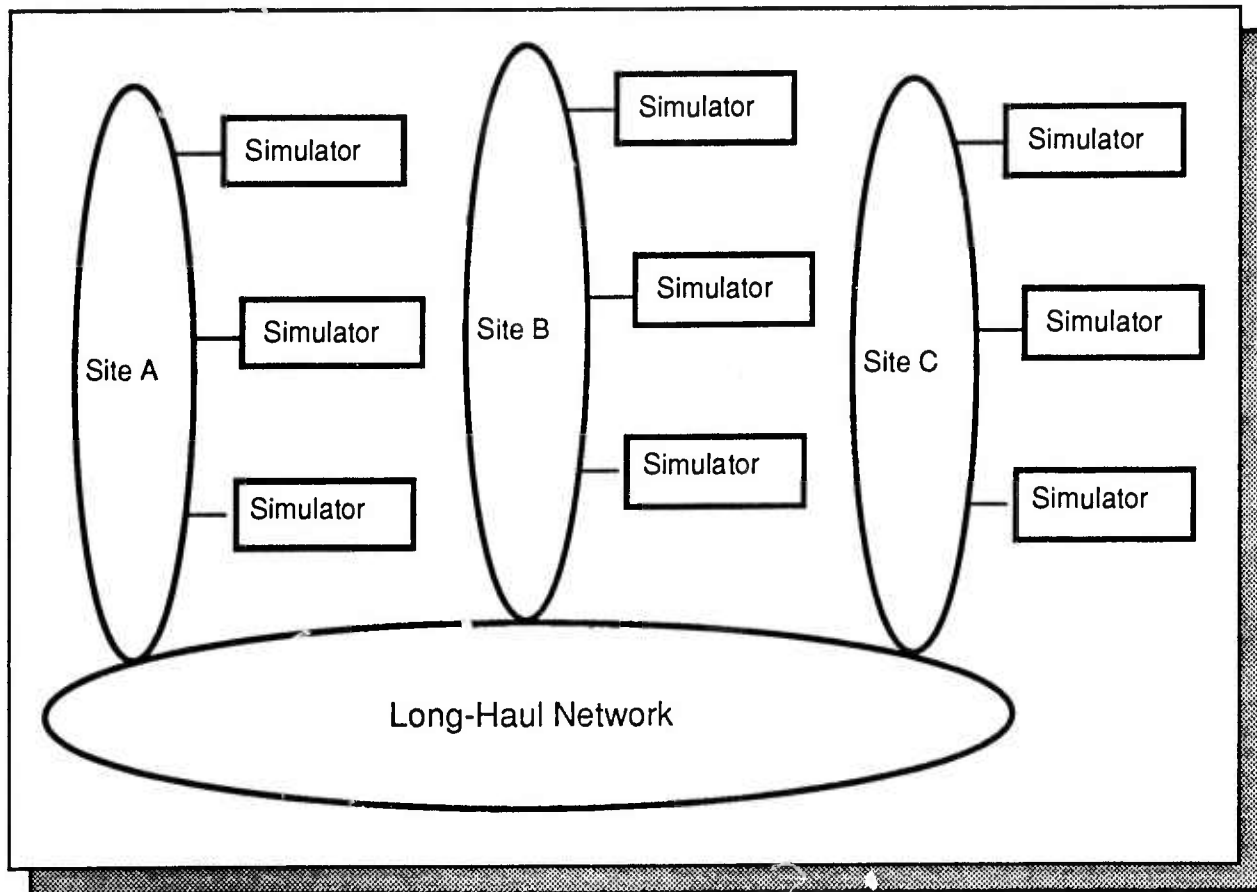 Simulator
Simulator
Site A
Simulator
Simulator
Simulator
Site B
Simulator
Simulator
Simulator
Site C
Simulator
Long-Haul Network